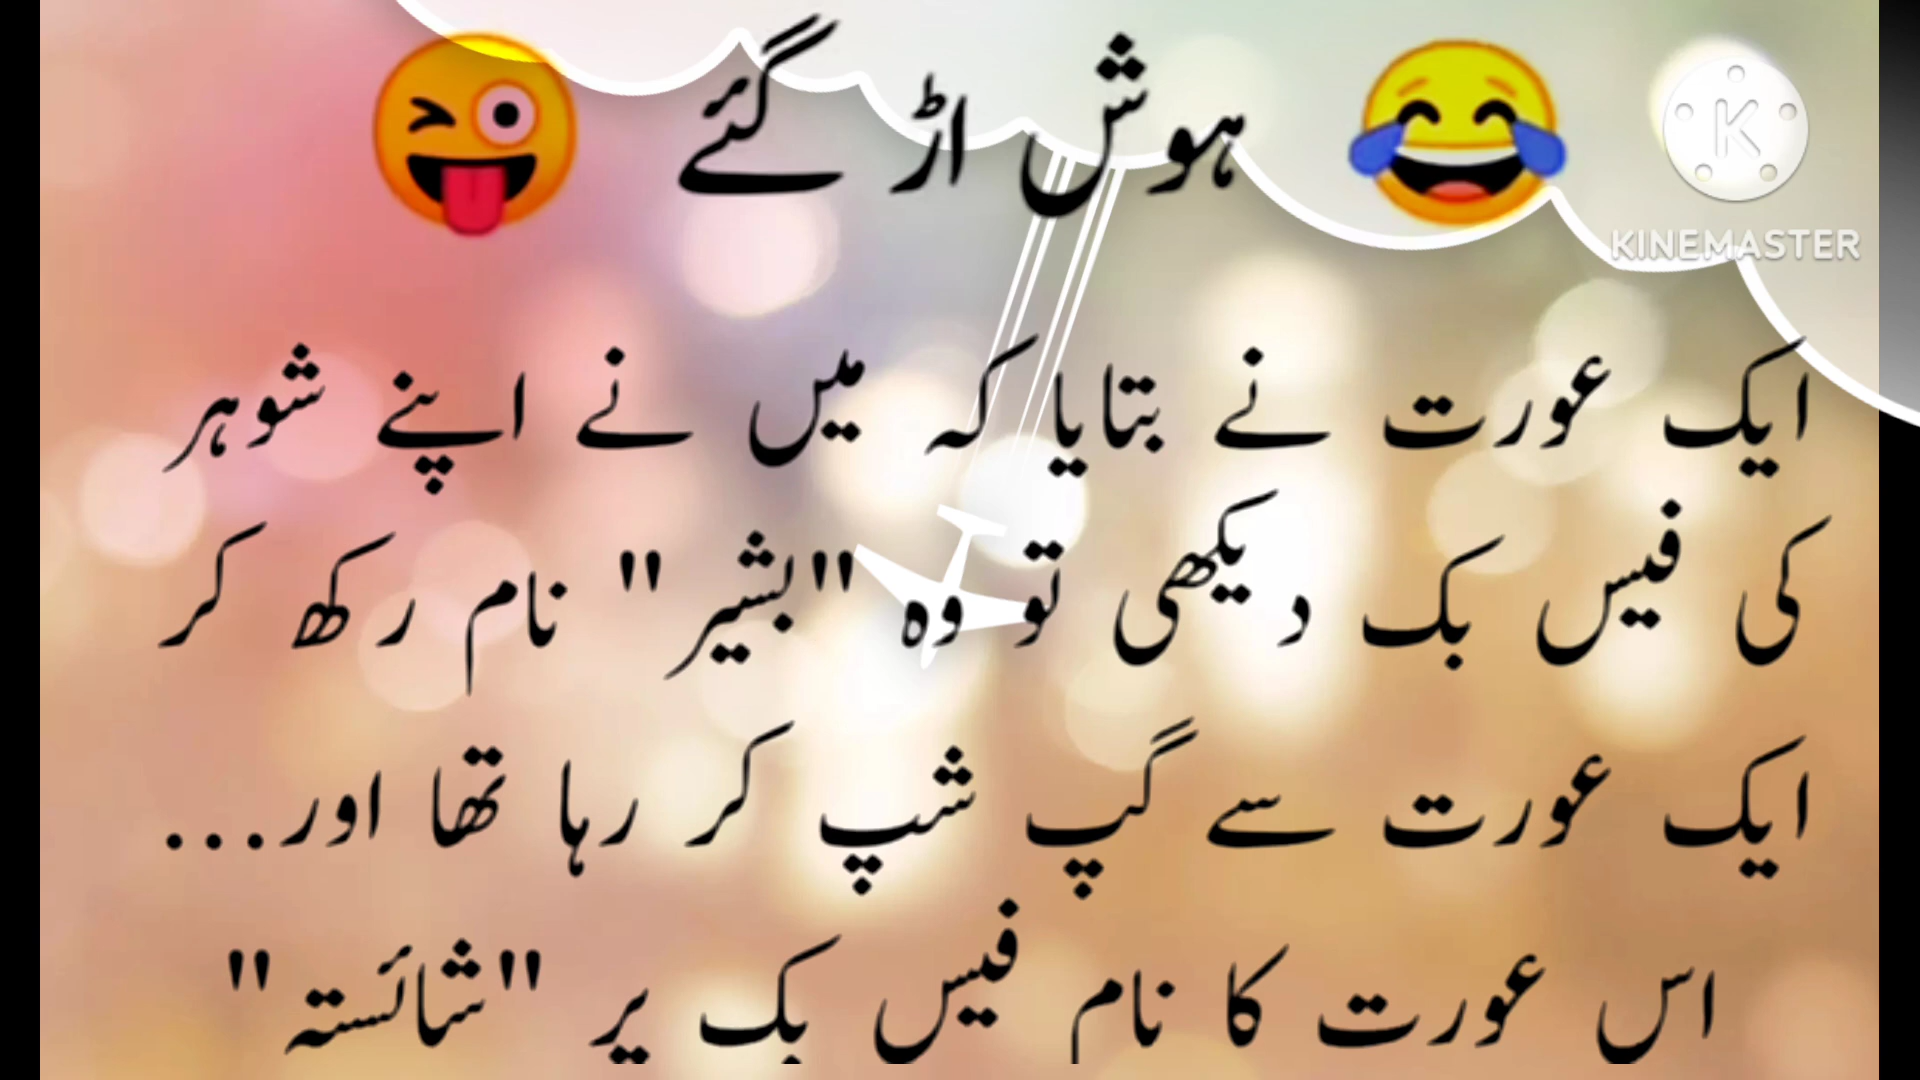 ہوش اڑ گئے
KINEMASTER
ایک عورت نے بتایا کہ میں نے اپنے شوہر
کی فیس بک دیکھی تو وہ "بشیر" نام رکھ کر
ایک عورت سے گپ شپ کر رہا تھا اور...
اس عورت کا نام فیس بک پر "شائستہ"